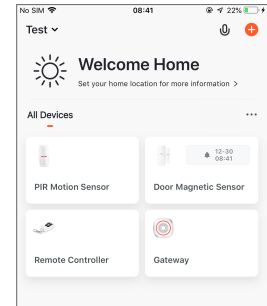 No SIM 08:41 22%
Test
Welcome Home
Set your home location for more information >
All Devices
12-30
08:41
PIR Motion Sensor
Door Magnetic Sensor
Remote Controller
Gateway